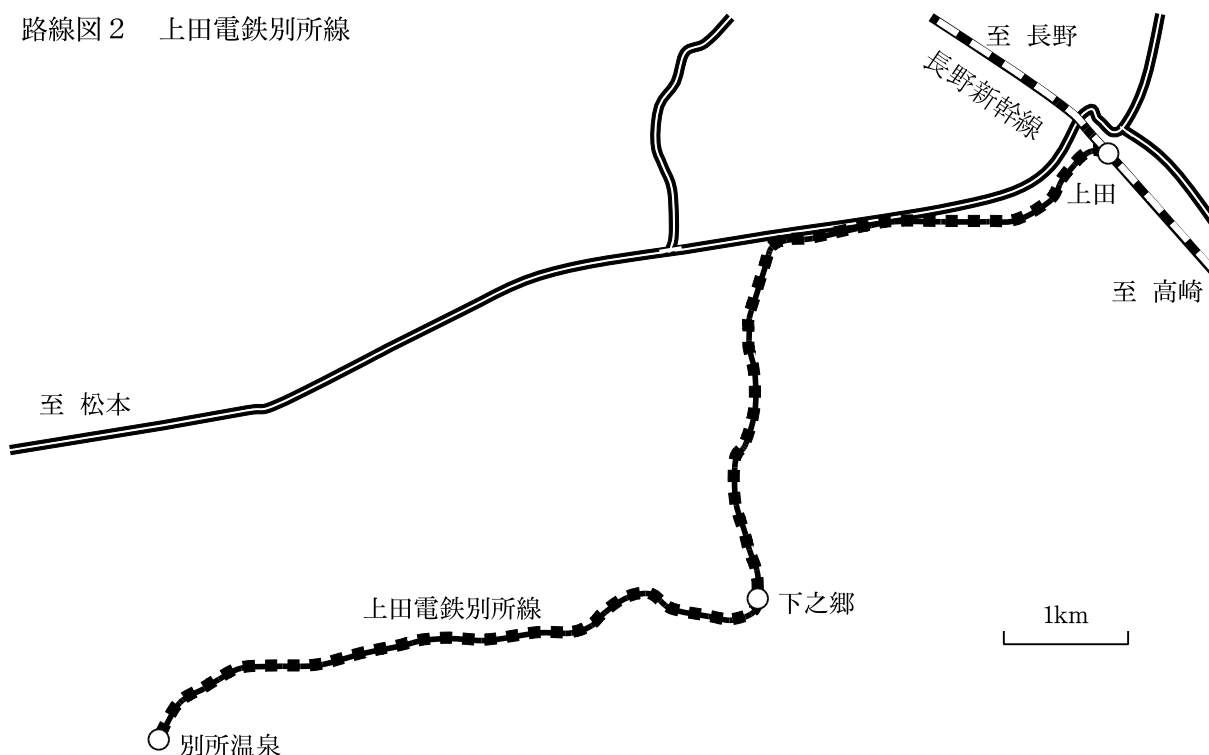 路線図２　上田電鉄別所線
至 長野
長野新幹線
上田
至 高崎
至 松本
上田電鉄別所線
下之郷
1km
別所温泉